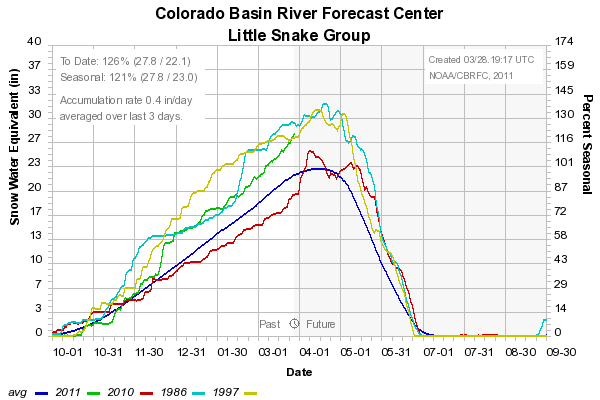 Colorado Basin River Forecast Center
Little Snake Group
To Date: 126% (27.8 / 22.1)
Seasonal: 121% (27.8 / 23.0)
Accumulation rate 0.4 in/day
averaged over last 3 days.
Created 03/28.19:17 UTC
NOAA/CBRFC, 2011
Snow Water Equivalent (in)
40
37
33
30
27
23
20
17
13
10
7
3
0
174
160
145
130
116
101
87
72
58
43
29
14
0
Percent Seasonal
Past Future
10-01 10-31 11-30 12-31 01-30 03-01 04-01 05-01 05-31 07-01 07-31 08-30 09-30
Date
avg 2011 2010 1986 1997